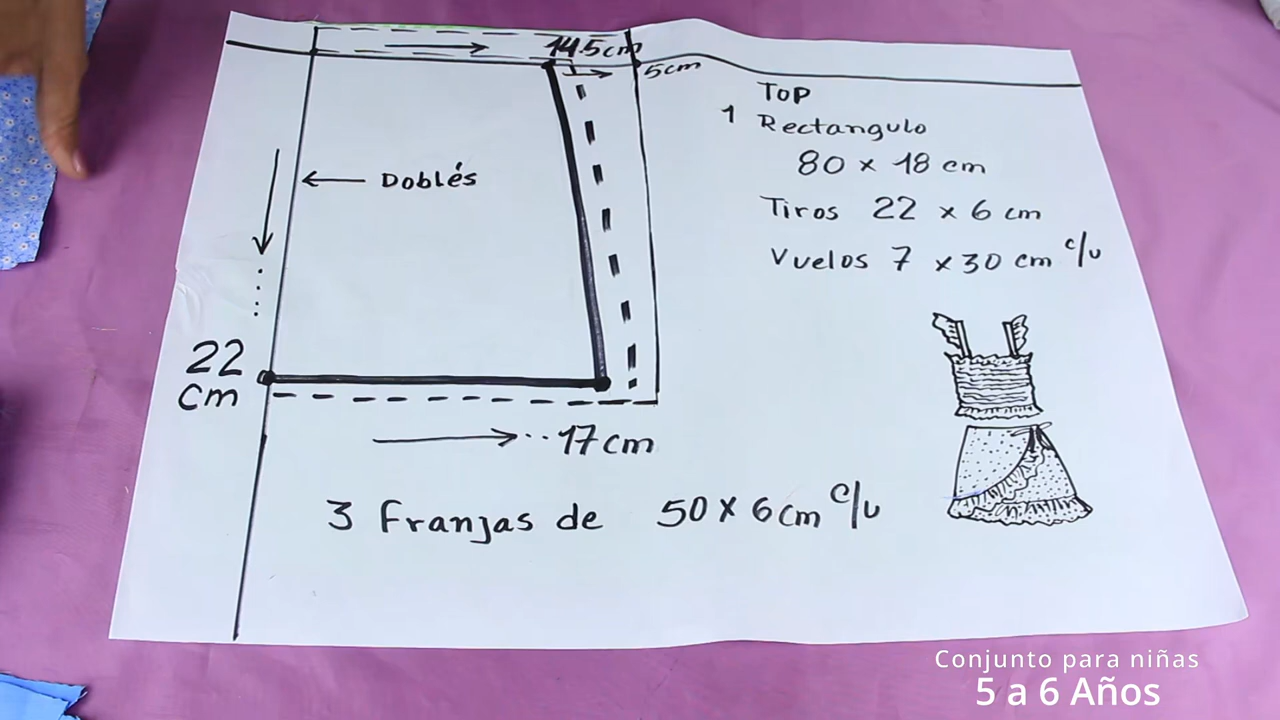 14.5cm
5cm
Doblés
22
cm
17cm
3 Franjas de 50 x 6cm c/u
TOP
1 Rectangulo
80 x 18 cm
Tiros 22 x 6 cm
Vuelos 7 x 30 cm c/u
Conjunto para niñas
5 a 6 Años